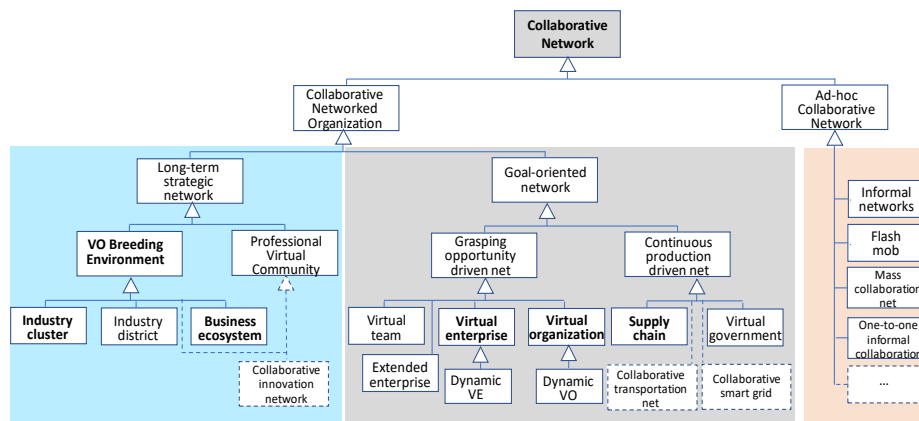 Collaborative
Network
Collaborative
Networked
Organization
Ad-hoc
Collaborative
Network
Long-term
strategic
network
Goal-oriented
network
VO Breeding
Environment
Professional
Virtual
Community
Grasping
opportunity
driven net
Continuous
production
driven net
Informal
networks
Flash
mob
Mass
collaboration
net
One-to-one
informal
collaboration
...
Industry
cluster
Industry
district
Business
ecosystem
Virtual
team
Virtual
enterprise
Virtual
organization
Supply
chain
Virtual
government
Collaborative
innovation
network
Extended
enterprise
Dynamic
VE
Dynamic
VO
Collaborative
transportation
net
Collaborative
smart grid